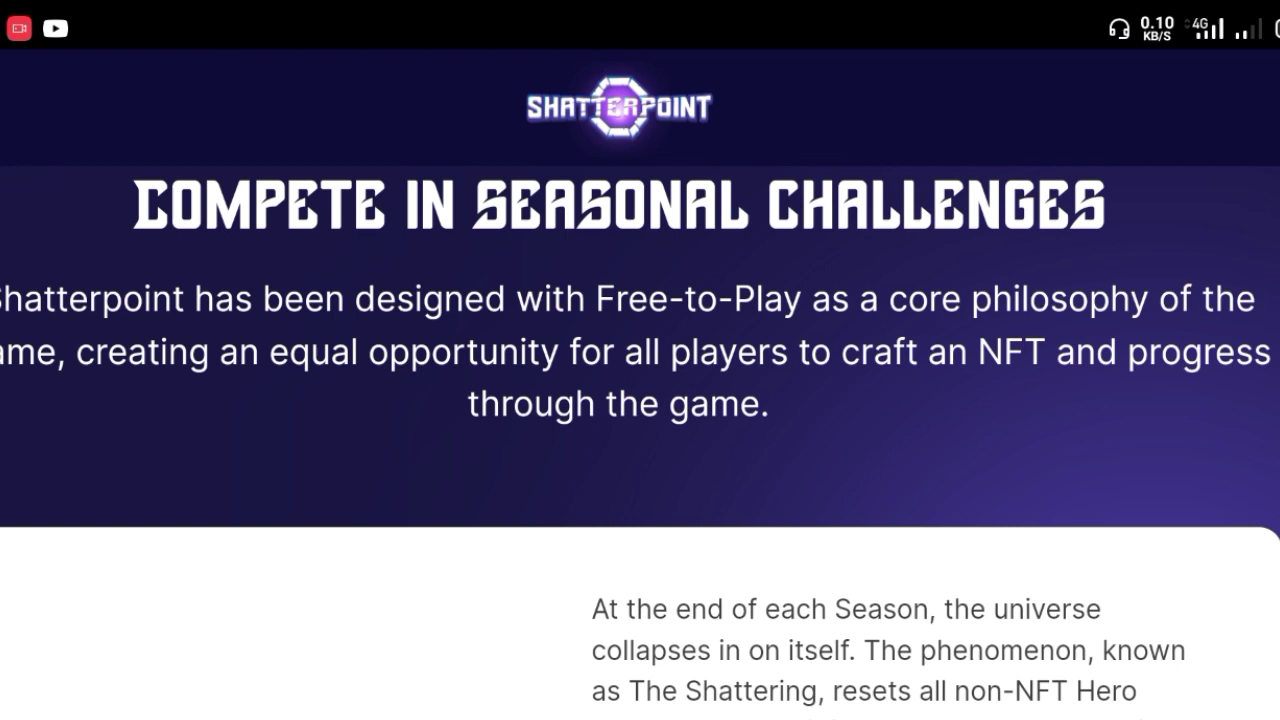 0.10
KB/S
4G
SHATTERPOINT
COMPETE IN SEASONAL CHALLENGES
Shatterpoint has been designed with Free-to-Play as a core philosophy of the
ame, creating an equal opportunity for all players to craft an NFT and progress
through the game.
At the end of each Season, the universe
collapses in on itself. The phenomenon, known
as The Shattering, resets all non-NFT Hero